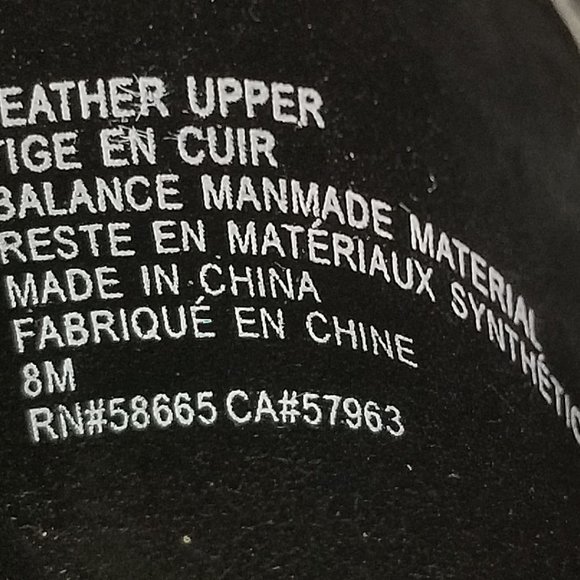 EATHER UPPER
TIGE EN CUIR
BALANCE MANMADE MATERIAL
RESTE EN MATÉRIAUX SYNTHÉTIC
MADE IN CHINA
FABRIQUÉ EN CHINE
8M
RN#58665 CA#57963